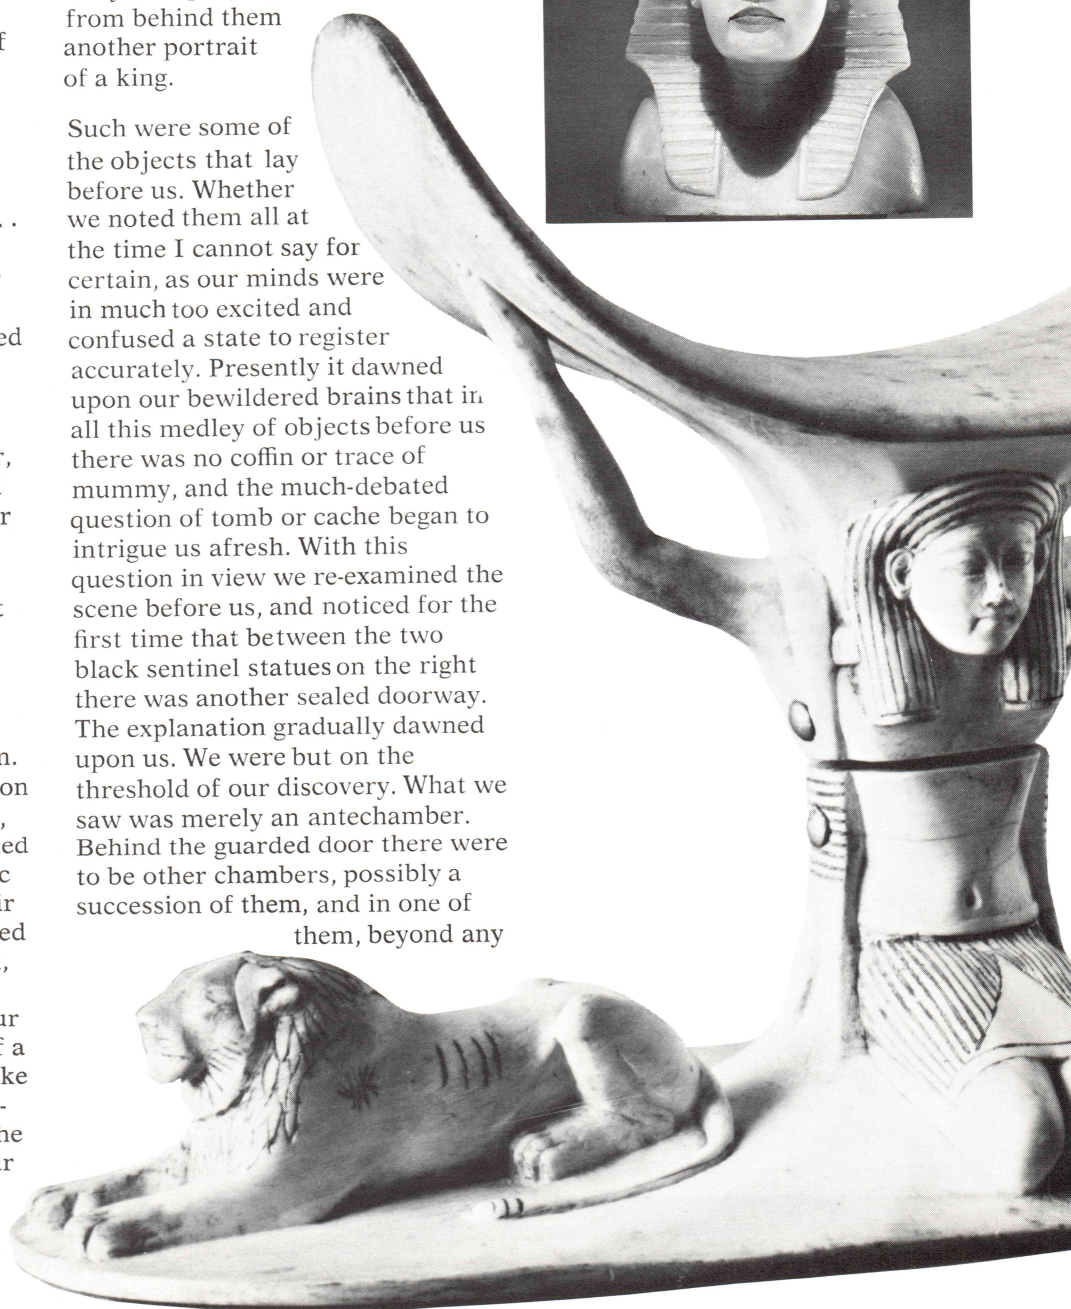 f
..
ed
r,
r
t
n.
on
,
ed
c
ir
ed
,
ur
f a
ke
-
he
r
from behind them
another portrait
of a king.
Such were some of
the objects that lay
before us. Whether
we noted them all at
the time I cannot say for
certain, as our minds were
in much too excited and
confused a state to register
accurately. Presently it dawned
upon our bewildered brains that in
all this medley of objects before us
there was no coffin or trace of
mummy, and the much-debated
question of tomb or cache began to
intrigue us afresh. With this
question in view we re-examined the
scene before us, and noticed for the
first time that between the two
black sentinel statues on the right
there was another sealed doorway.
The explanation gradually dawned
upon us. We were but on the
threshold of our discovery. What we
saw was merely an antechamber.
Behind the guarded door there were
to be other chambers, possibly a
succession of them, and in one of
them, beyond any